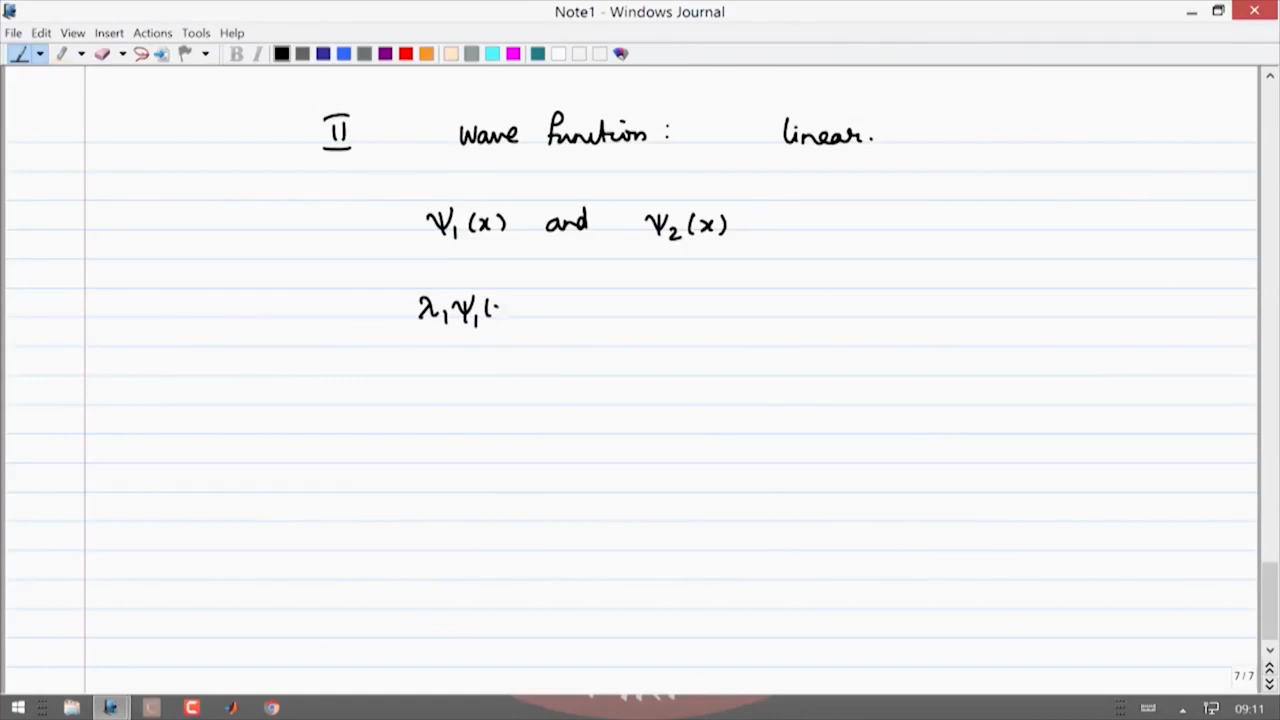 Note1 - Windows Journal
File Edit View Insert Actions Tools Help
B I
II wave function : linear.
ψ₁(x) and ψ₂(x)
λ₁ψ₁(
7/7
09:11